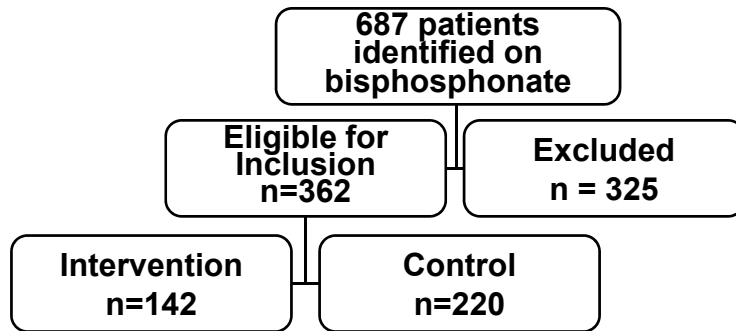 687 patients
identified on
bisphosphonate
Eligible for
Inclusion
n=362
Excluded
n = 325
Intervention
n=142
Control
n=220